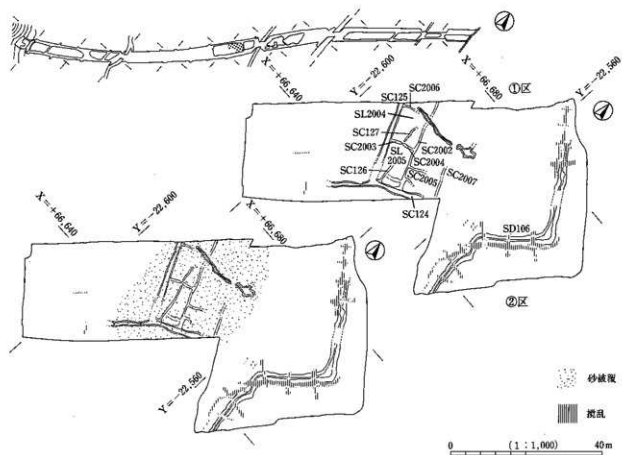 X=+66,640
Y=-22,600
X=+66,680
Y=-22,560
①区
SC2006
SC125
SL2004
SC127
SC2003
SL
2005
SC2002
SC2004
SC126
SC2005
SC2007
SC124
SD106
②区
X=+66,640
Y=-22,600
X=+66,680
Y=-22,560
砂被覆
攪乱
0 (1:1,000) 40m